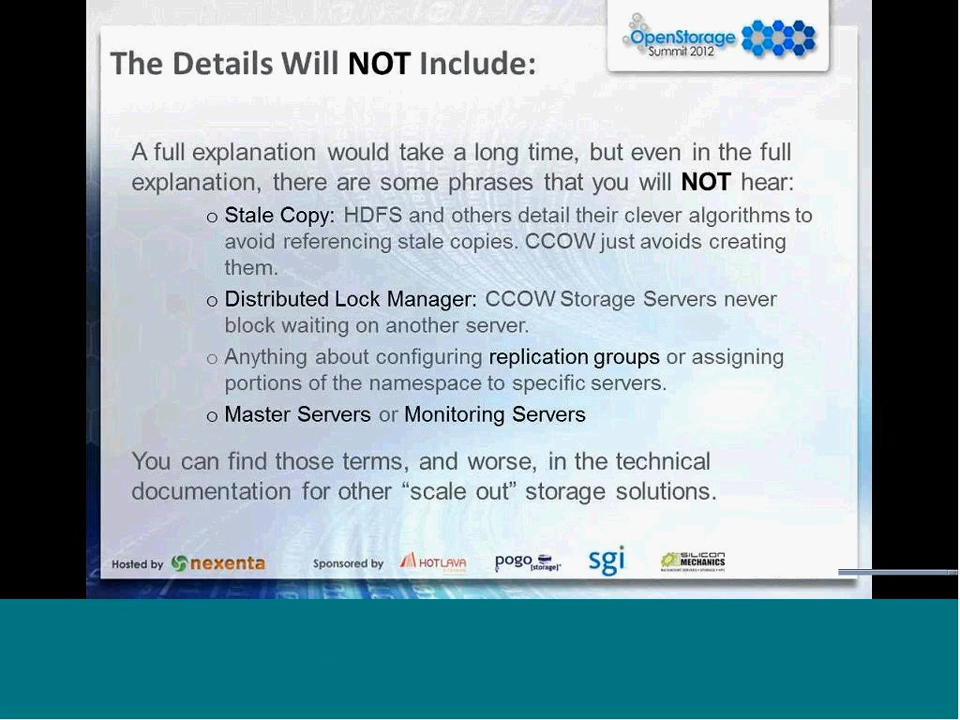 OpenStorage
Summit 2012
The Details Will NOT Include:
A full explanation would take a long time, but even in the full
explanation, there are some phrases that you will NOT hear:
o Stale Copy: HDFS and others detail their clever algorithms to
avoid referencing stale copies. CCOW just avoids creating
them.
o Distributed Lock Manager: CCOW Storage Servers never
block waiting on another server.
o Anything about configuring replication groups or assigning
portions of the namespace to specific servers.
o Master Servers or Monitoring Servers
You can find those terms, and worse, in the technical
documentation for other “scale out” storage solutions.
Hosted by nexenta Sponsored by HOTLAVA pogo [storage] sgi SILICON
MECHANICS